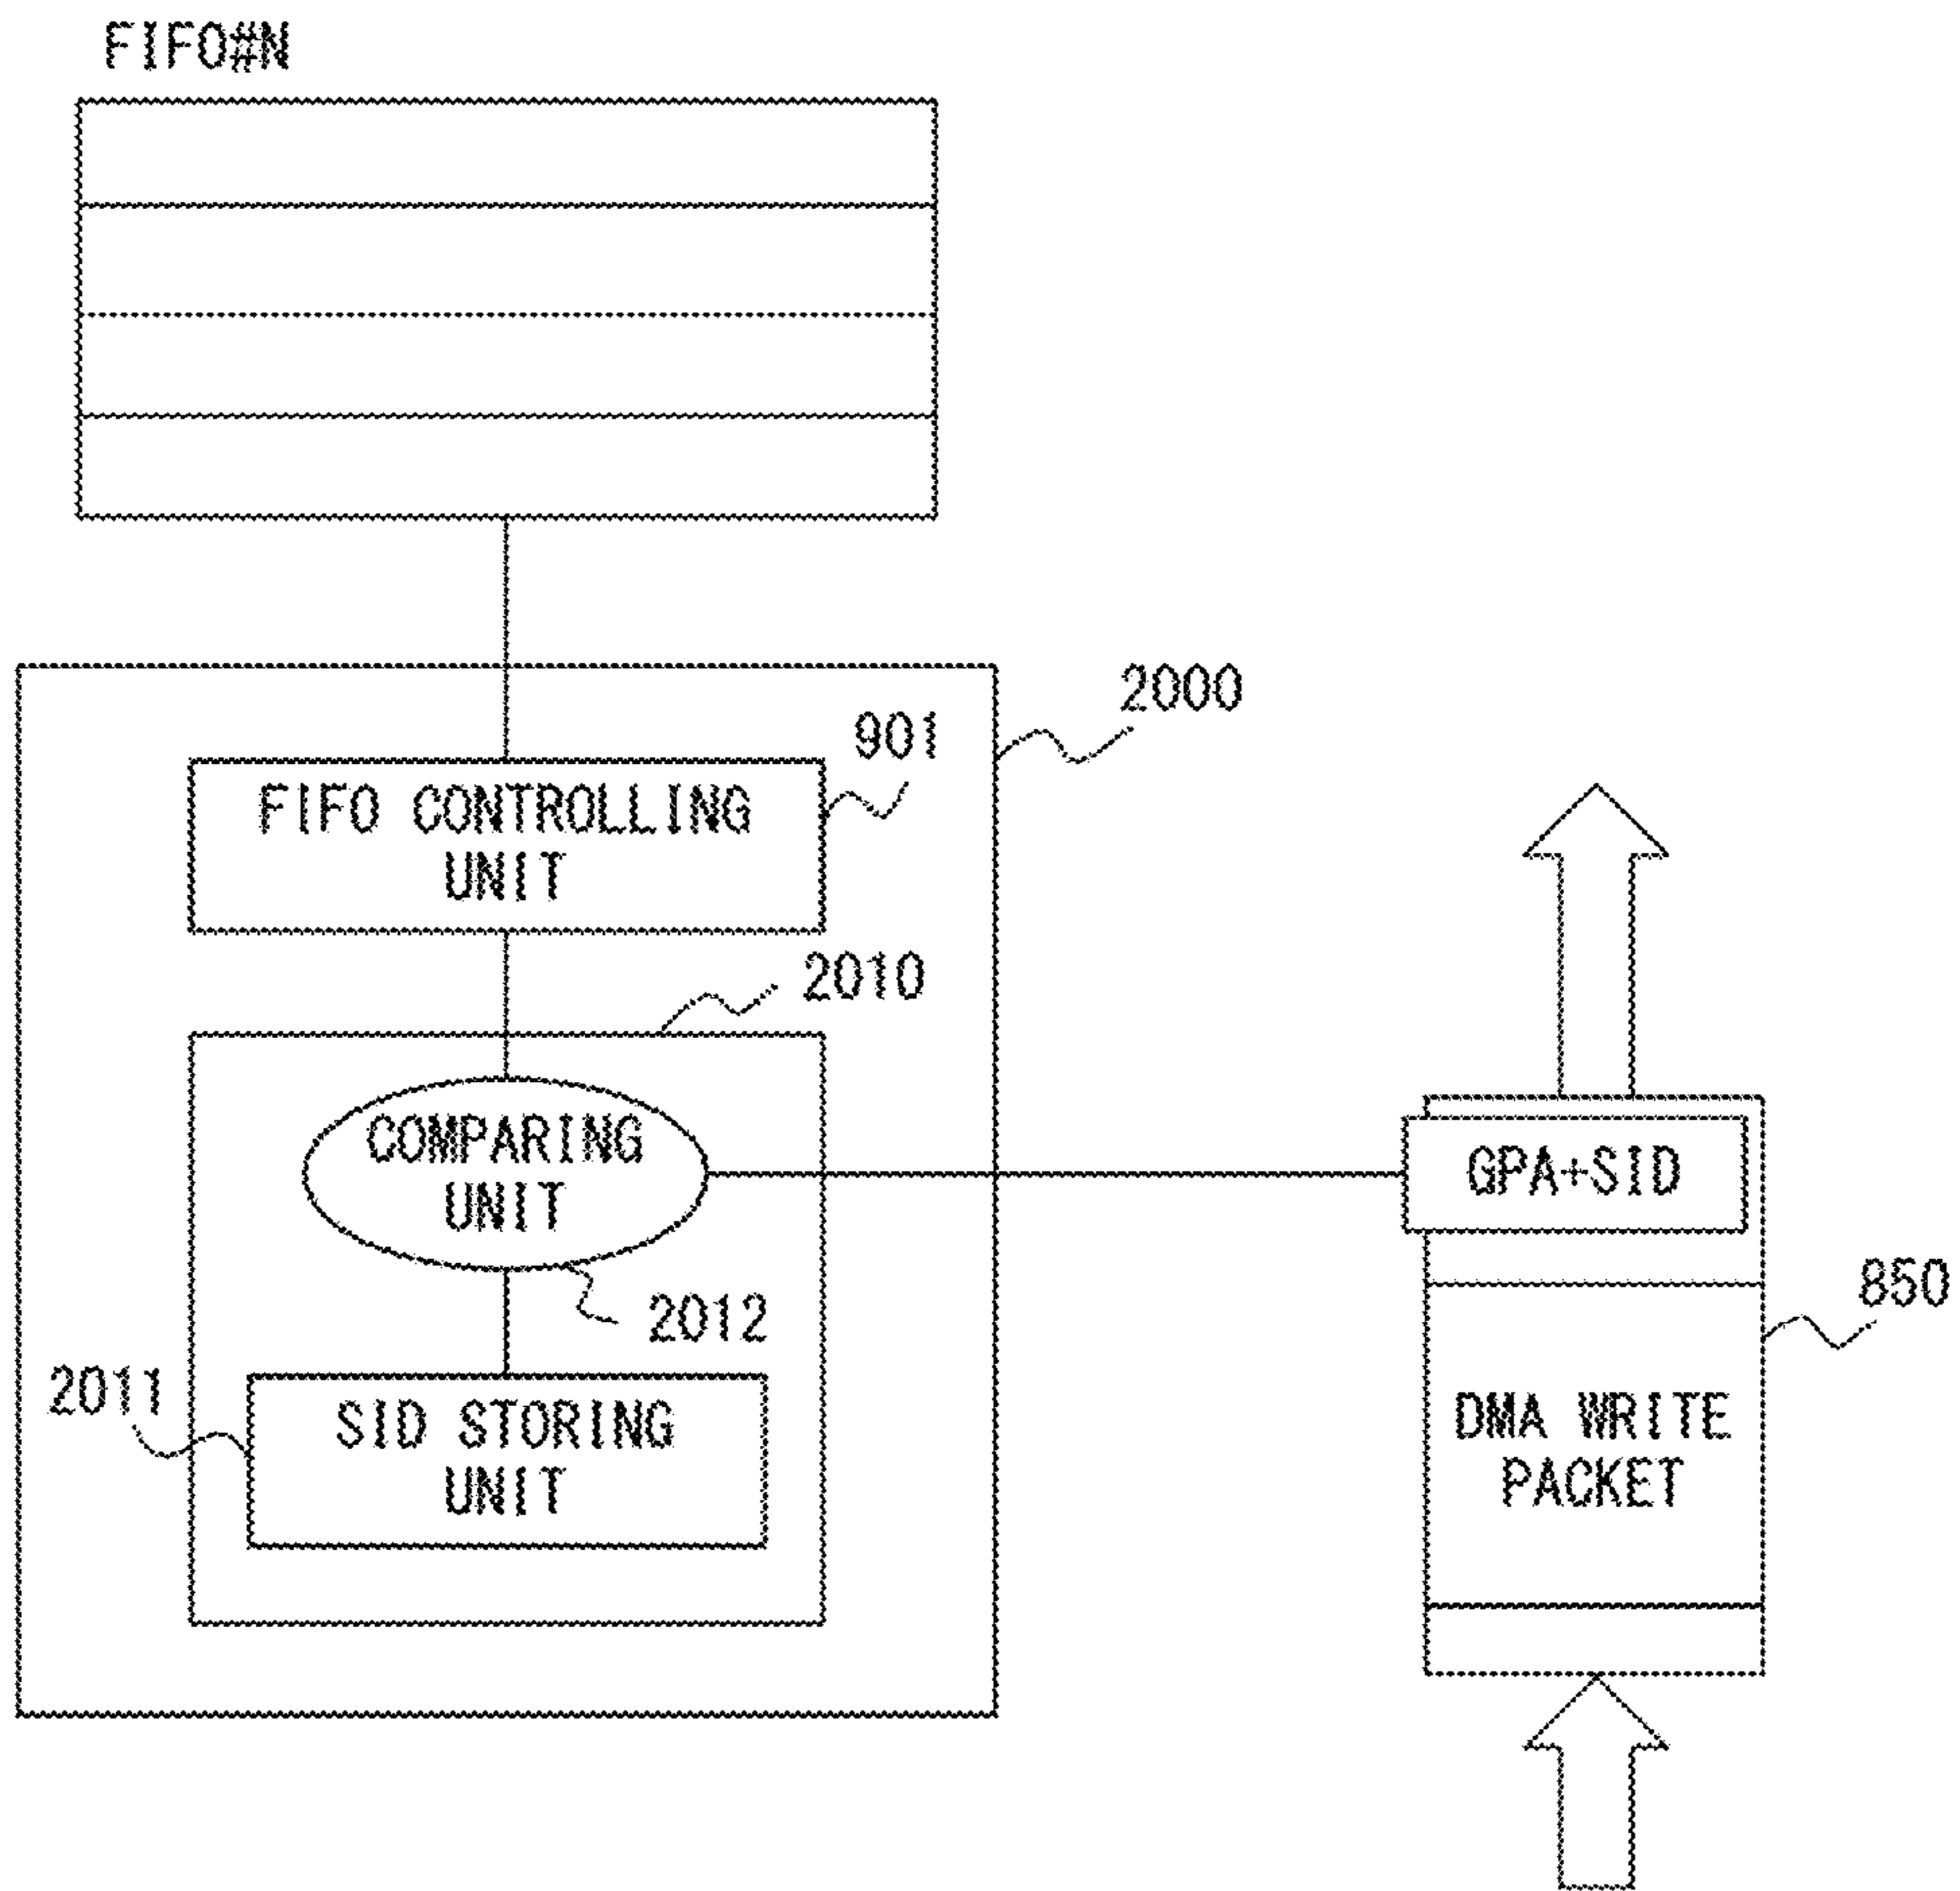 FIFO#N
2000
901
FIFO CONTROLLING
UNIT
2010
COMPARING
UNIT
GPA+SID
2012
850
2011
SID STORING
UNIT
DMA WRITE
PACKET